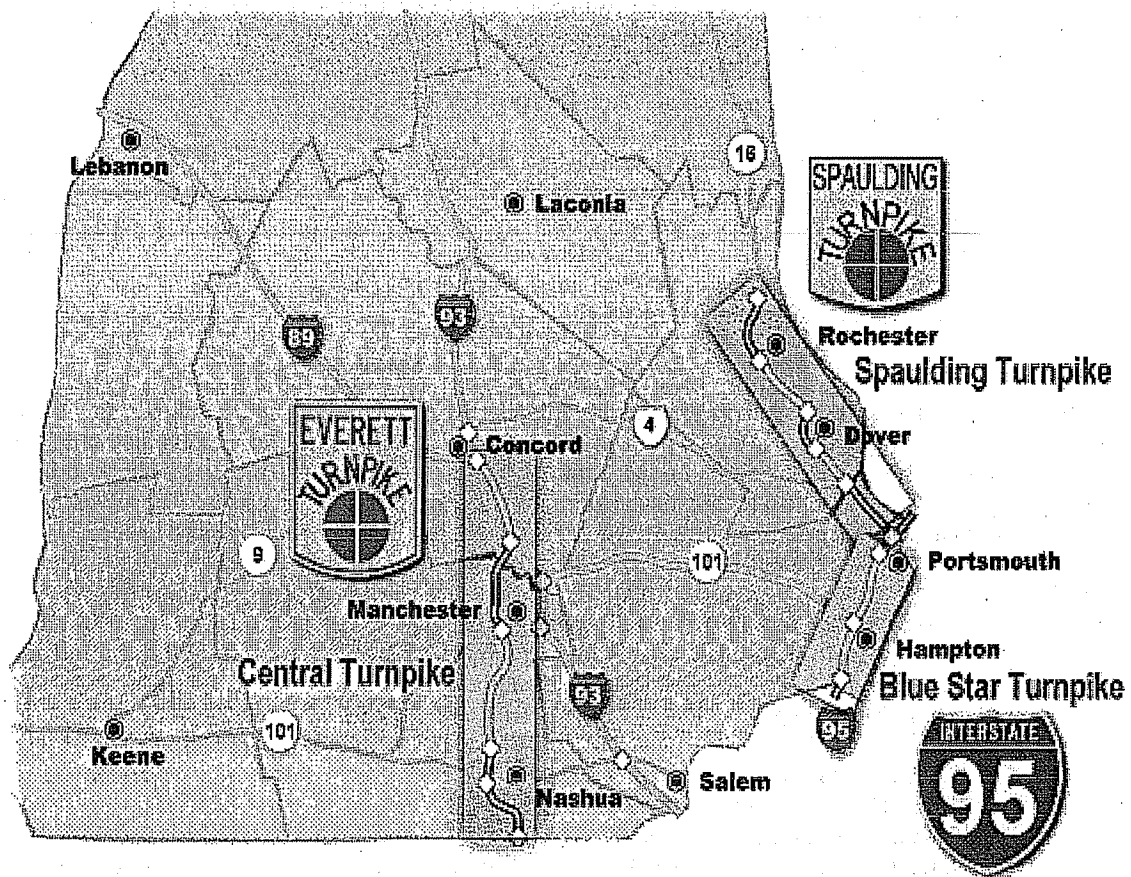 16
SPAULDING
TURNPIKE
Lebanon
Laconia
Rochester
Spaulding Turnpike
89
93
EVERETT
TURNPIKE
Concord
4
Dover
9
101
Portsmouth
Manchester
Hampton
Central Turnpike
Blue Star Turnpike
93
95
INTERSTATE
95
Keene
101
Nashua
Salem